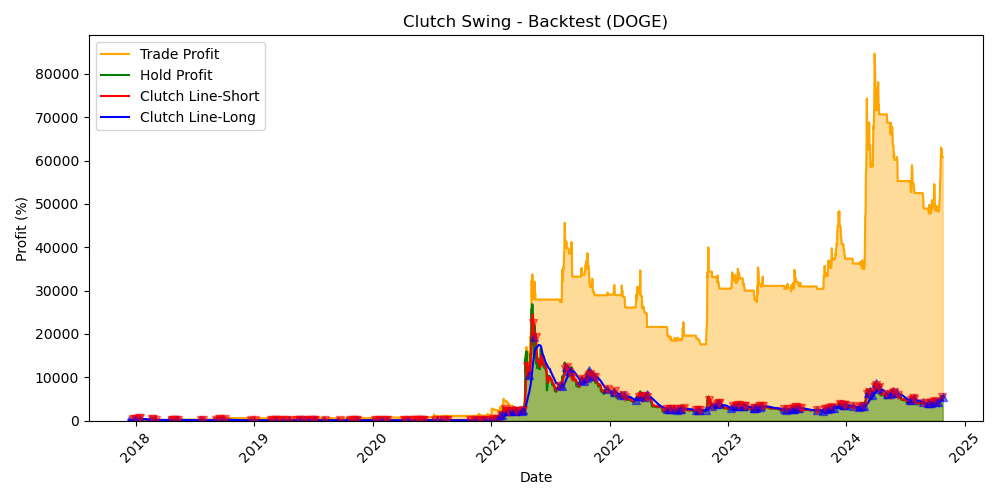 Clutch Swing - Backtest (DOGE)
Trade Profit
Hold Profit
Clutch Line-Short
Clutch Line-Long
Profit (%)
80000
70000
60000
50000
40000
30000
20000
10000
0
2018
2019
2020
2021
2022
2023
2024
2025
Date